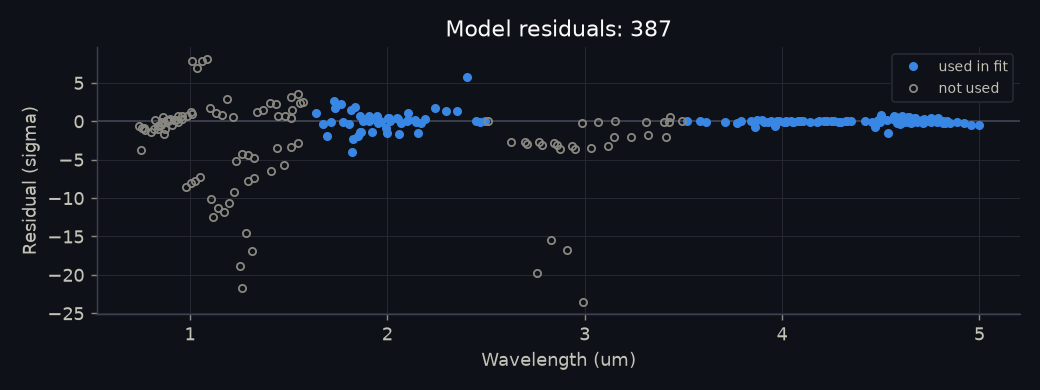 Model residuals: 387
used in fit
not used
Residual (sigma)
5
0
−5
−10
−15
−20
−25
1 2 3 4 5
Wavelength (um)